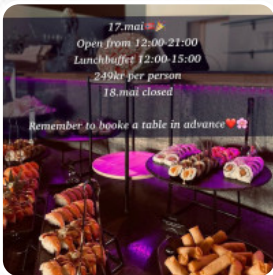 17.mai🎉🎉
Open from 12:00-21:00
Lunchbuffet 12:00-15:00
249kr per person
18.mai closed
Remember to booke a table in advance❤️🌸